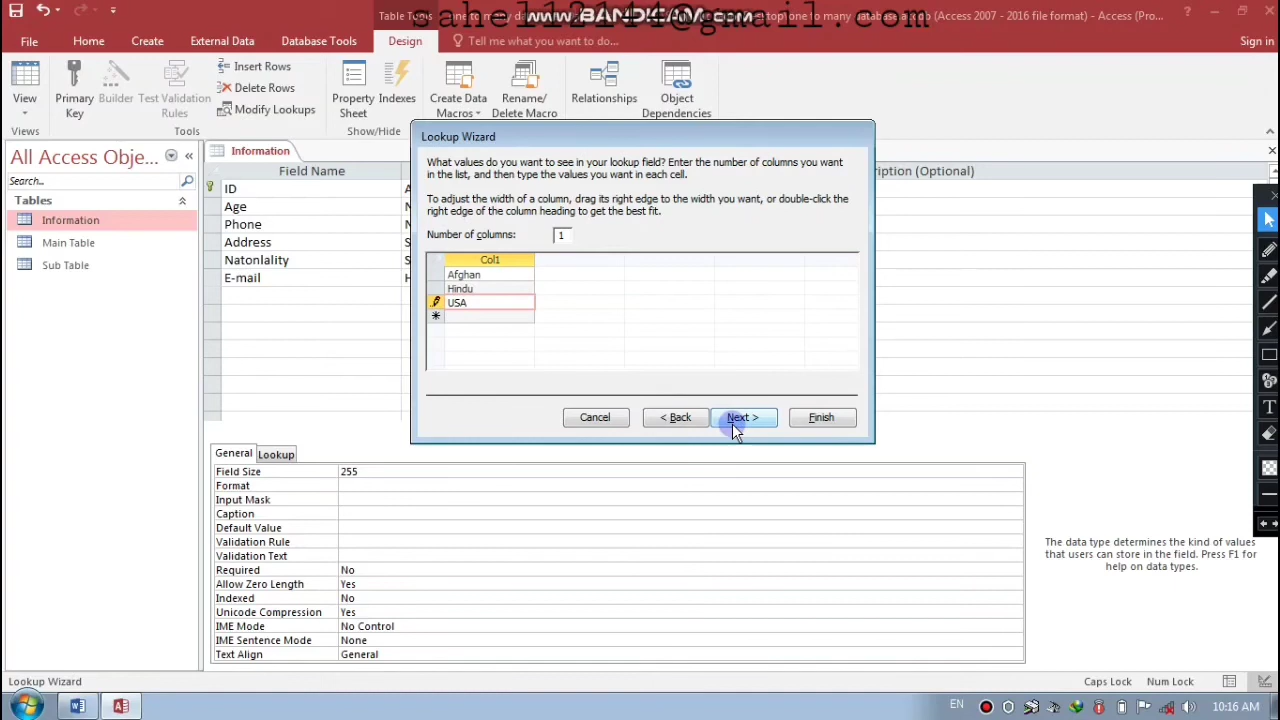 Table Tools
(Access 2007 - 2016 file format) - Access (Pro...
www.BANDICAM.com
sahel12144@gmail.com
File Home Create External Data Database Tools Design Tell me what you want to do... Sign in
View Primary Key Builder Test Validation Rules Insert Rows Delete Rows Modify Lookups Property Sheet Indexes Create Data Macros Rename/ Delete Macro Relationships Object Dependencies
Views Tools Show/Hide
All Access Obje...
Search...
Tables
Information
Main Table
Sub Table
Information
Field Name
ID
Age
Phone
Address
Natonlality
E-mail
Lookup Wizard
What values do you want to see in your lookup field? Enter the number of columns you want
in the list, and then type the values you want in each cell.
To adjust the width of a column, drag its right edge to the width you want, or double-click the
right edge of the column heading to get the best fit.
Number of columns: 1
Col1
Afghan
Hindu
USA
Cancel < Back Next > Finish
ription (Optional)
General Lookup
Field Size 255
Format
Input Mask
Caption
Default Value
Validation Rule
Validation Text
Required No
Allow Zero Length Yes
Indexed No
Unicode Compression Yes
IME Mode No Control
IME Sentence Mode None
Text Align General
The data type determines the kind of values
that users can store in the field. Press F1 for
help on data types.
Lookup Wizard Caps Lock Num Lock
EN 10:16 AM